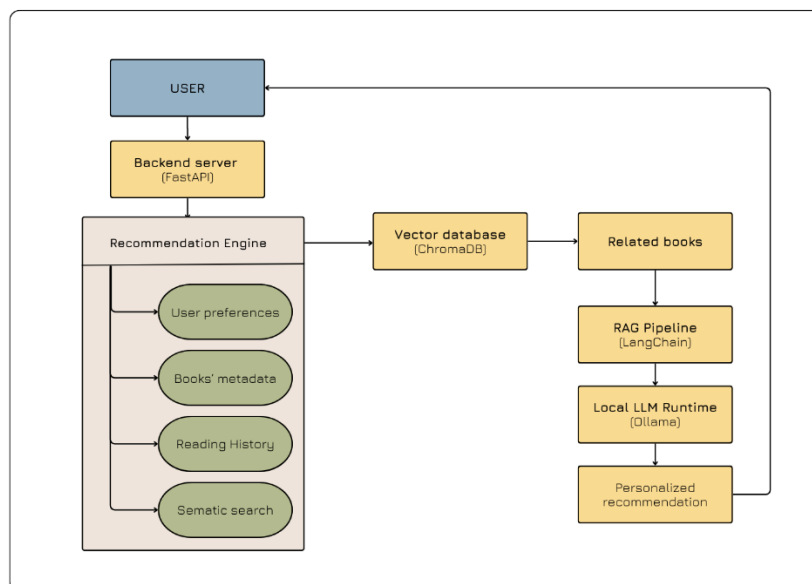 USER
Backend server
(FastAPI)
Recommendation Engine
User preferences
Books' metadata
Reading History
Sematic search
Vector database
(ChromaDB)
Related books
RAG Pipeline
(LangChain)
Local LLM Runtime
(Ollama)
Personalized
recommendation